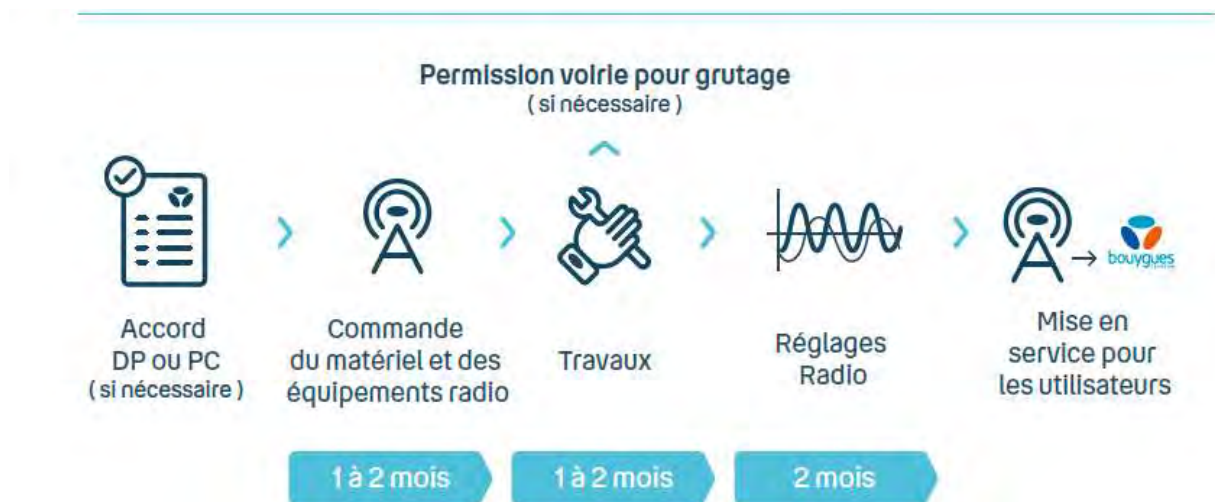 Permission voirie pour grutage
( si nécessaire )
Accord
DP ou PC
( si nécessaire )
Commande
du matériel et des
équipements radio
Travaux
Réglages
Radio
Mise en
service pour
les utilisateurs
bouygues
1 à 2 mois
1 à 2 mois
2 mois